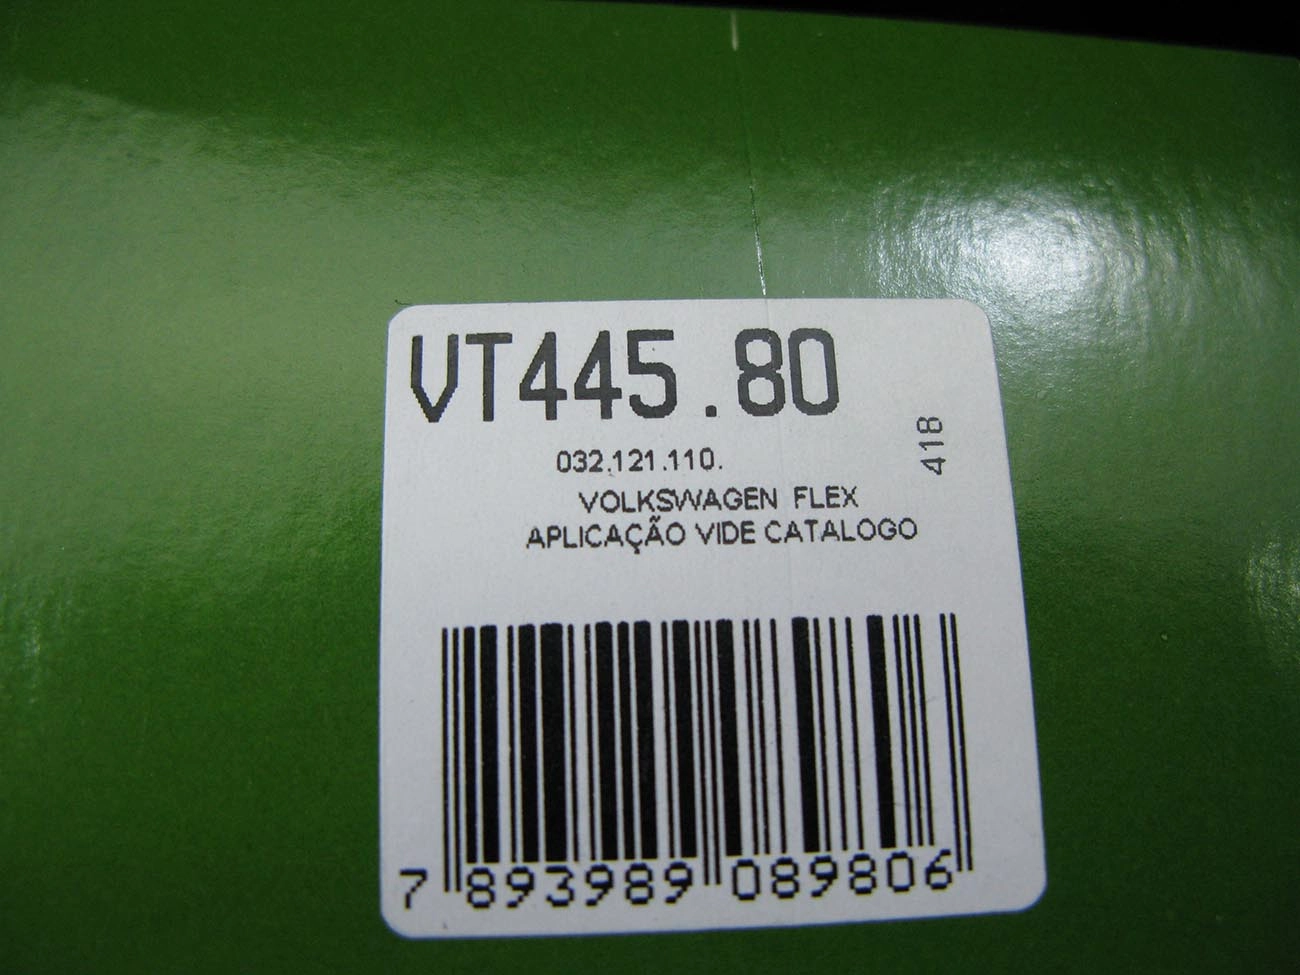 VT445.80
032.121.110.
418
VOLKSWAGEN FLEX
APLICAÇÃO VIDE CATALOGO
7 893989 089806